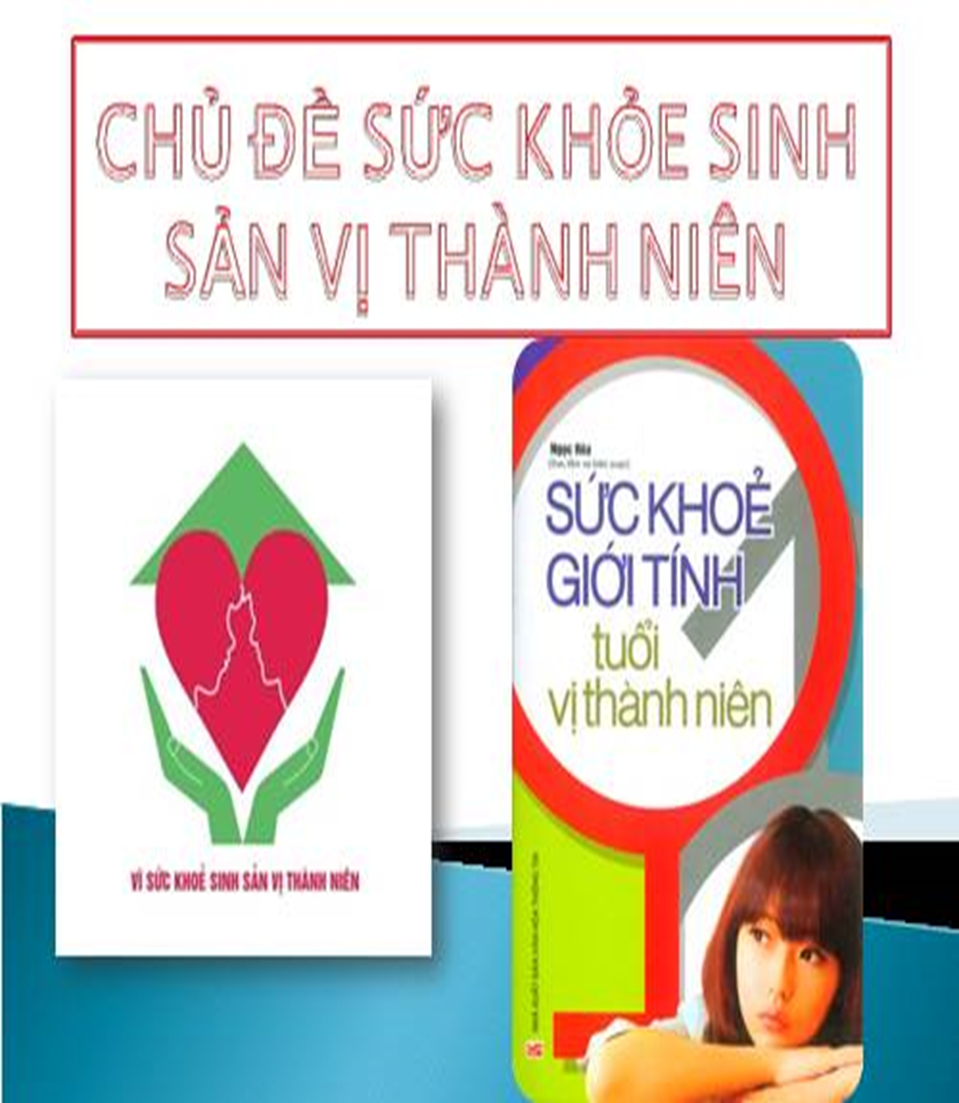 CHỦ ĐỀ SỨC KHỎE SINH
SẢN VỊ THÀNH NIÊN
VÌ SỨC KHOẺ SINH SẢN VỊ THÀNH NIÊN
Ngọc Hòa
SỨC KHOẺ
GIỚI TÍNH
tuổi
vị thành niên